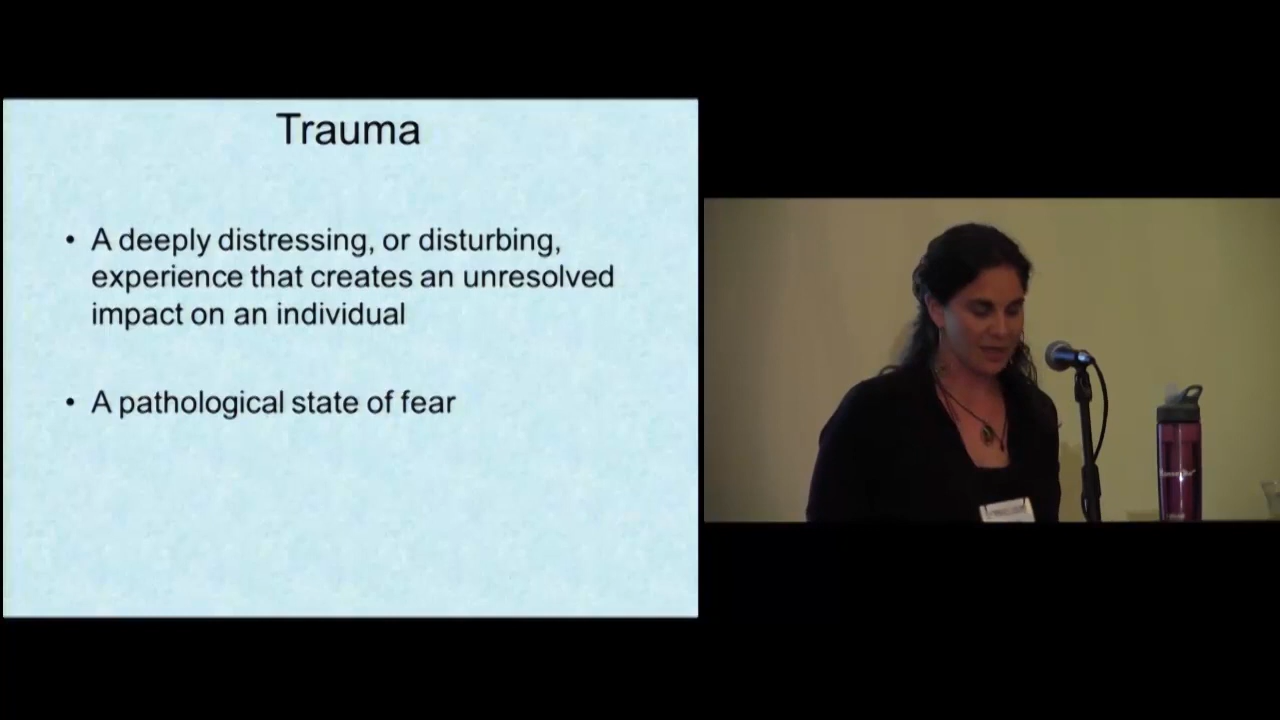 Trauma
• A deeply distressing, or disturbing,
experience that creates an unresolved
impact on an individual
• A pathological state of fear